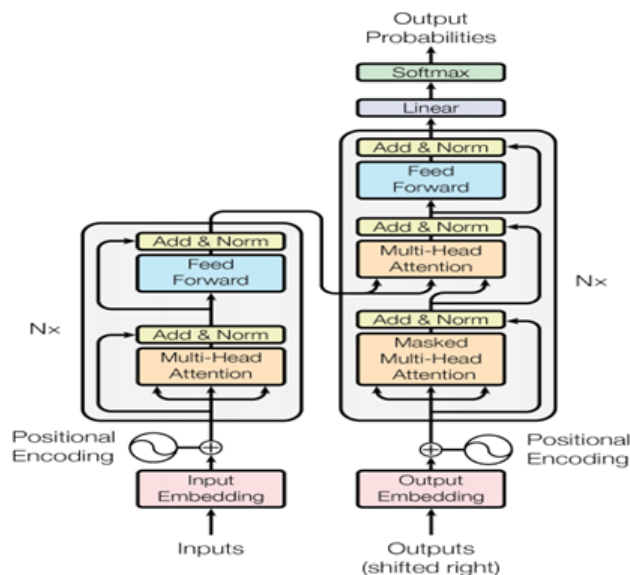 Output
Probabilities
Softmax
Linear
Add & Norm
Feed
Forward
Add & Norm
Multi-Head
Attention
Add & Norm
Masked
Multi-Head
Attention
Nx
Add & Norm
Feed
Forward
Add & Norm
Multi-Head
Attention
Nx
Positional
Encoding
Positional
Encoding
Input
Embedding
Output
Embedding
Inputs
Outputs
(shifted right)